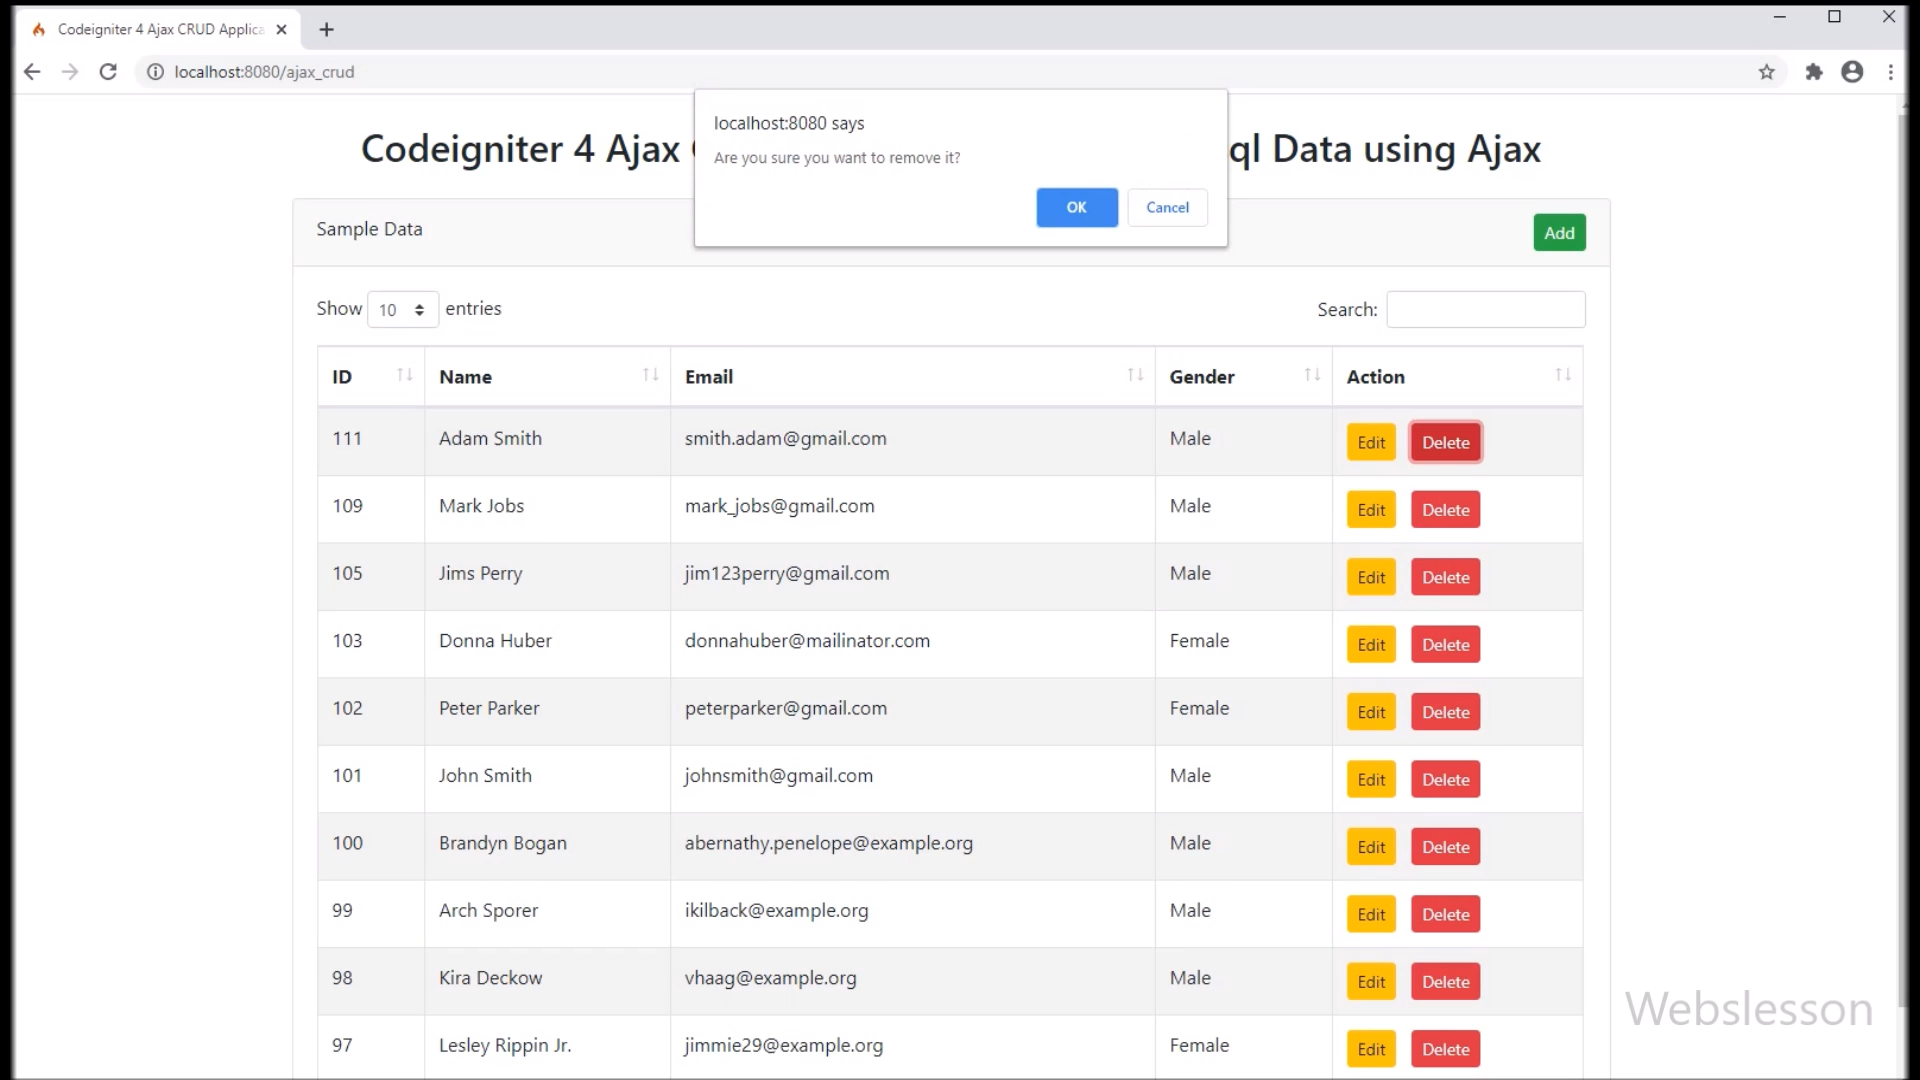 Codeigniter 4 Ajax CRUD Applica
localhost:8080/ajax_crud
localhost:8080 says
Are you sure you want to remove it?
OK Cancel
Codeigniter 4 Ajax ql Data using Ajax
Sample Data Add
Show 10 entries Search:
ID Name Email Gender Action
111 Adam Smith smith.adam@gmail.com Male Edit Delete
109 Mark Jobs mark_jobs@gmail.com Male Edit Delete
105 Jims Perry jim123perry@gmail.com Male Edit Delete
103 Donna Huber donnahuber@mailinator.com Female Edit Delete
102 Peter Parker peterparker@gmail.com Female Edit Delete
101 John Smith johnsmith@gmail.com Male Edit Delete
100 Brandyn Bogan abernathy.penelope@example.org Male Edit Delete
99 Arch Sporer ikilback@example.org Male Edit Delete
98 Kira Deckow vhaag@example.org Male Edit Delete
97 Lesley Rippin Jr. jimmie29@example.org Female Edit Delete
Webslesson